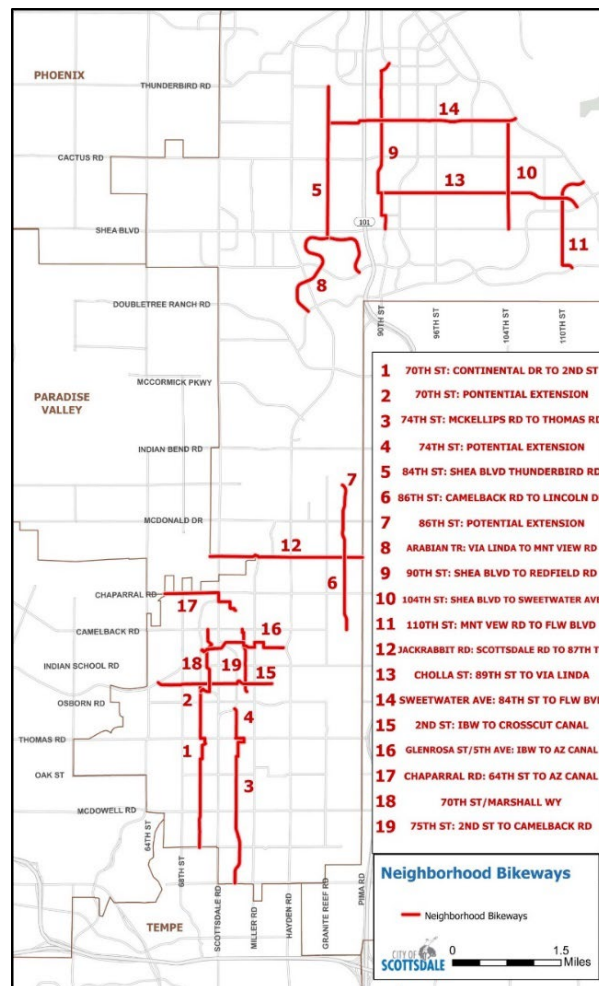 PHOENIX
THUNDERBIRD RD
14
CACTUS RD
9
10
5
13
SHEA BLVD
101
11
8
DOUBLETREE RANCH RD
90TH ST
96TH ST
104TH ST
110TH ST
PARADISE
VALLEY
MCCORMICK PKWY
INDIAN BEND RD
7
MCDONALD DR
12
6
CHAPARRAL RD
17
CAMELBACK RD
16
18
19
INDIAN SCHOOL RD
15
2
OSBORN RD
4
THOMAS RD
1
OAK ST
3
MCDOWELL RD
64TH ST
68TH ST
SCOTTSDALE RD
MILLER RD
HAYDEN RD
GRANITE REEF RD
PIMA RD
TEMPE
1 70TH ST: CONTINENTAL DR TO 2ND ST
2 70TH ST: PONTENTIAL EXTENSION
3 74TH ST: MCKELLIPS RD TO THOMAS RD
4 74TH ST: POTENTIAL EXTENSION
5 84TH ST: SHEA BLVD THUNDERBIRD RD
6 86TH ST: CAMELBACK RD TO LINCOLN D
7 86TH ST: POTENTIAL EXTENSION
8 ARABIAN TR: VIA LINDA TO MNT VIEW RD
9 90TH ST: SHEA BLVD TO REDFIELD RD
10 104TH ST: SHEA BLVD TO SWEETWATER AVE
11 110TH ST: MNT VEW RD TO FLW BLVD
12 JACKRABBIT RD: SCOTTSDALE RD TO 87TH T
13 CHOLLA ST: 89TH ST TO VIA LINDA
14 SWEETWATER AVE: 84TH ST TO FLW BVL
15 2ND ST: IBW TO CROSSCUT CANAL
16 GLENROSA ST/5TH AVE: IBW TO AZ CANAL
17 CHAPARRAL RD: 64TH ST TO AZ CANAL
18 70TH ST/MARSHALL WY
19 75TH ST: 2ND ST TO CAMELBACK RD
Neighborhood Bikeways
Neighborhood Bikeways
CITY OF
SCOTTSDALE
0 1.5
Miles